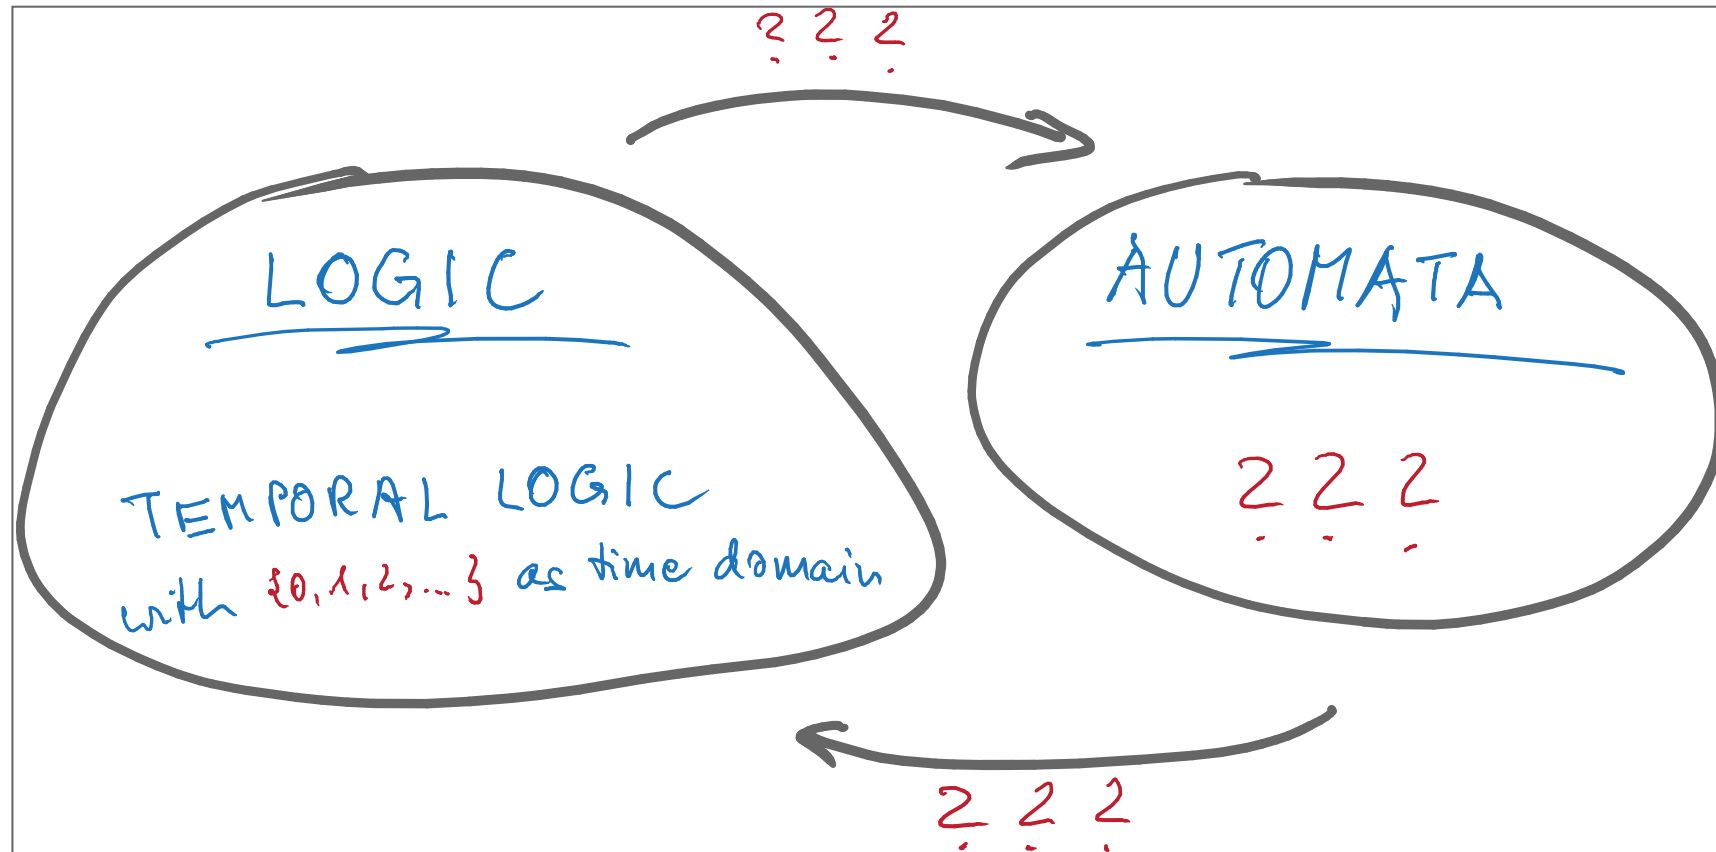 ? ? ?
LOGIC
AUTOMATA
? ? ?
TEMPORAL LOGIC
with {0,1,2,...} as time domain
? ? ?